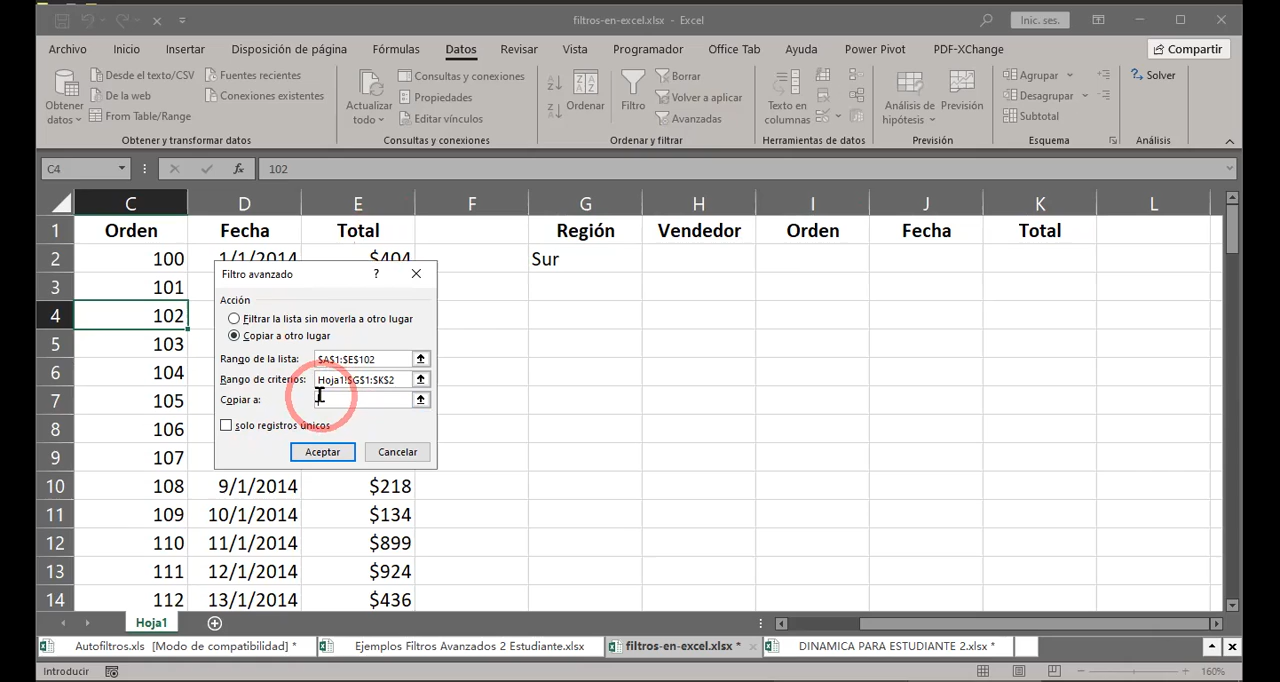 filtros-en-excel.xlsx - Excel
Inic. ses.
Archivo Inicio Insertar Disposición de página Fórmulas Datos Revisar Vista Programador Office Tab Ayuda Power Pivot PDF-XChange Compartir
Desde el texto/CSV Fuentes recientes Consultas y conexiones Borrar Agrupar Solver
Obtener datos De la web Conexiones existentes Actualizar todo Propiedades Ordenar Filtro Volver a aplicar Texto en columnas Análisis de hipótesis Previsión Desagrupar
From Table/Range Editar vínculos Avanzadas Subtotal
Obtener y transformar datos Consultas y conexiones Ordenar y filtrar Herramientas de datos Previsión Esquema Análisis
C4 fx 102
C D E F G H I J K L
1 Orden Fecha Total Región Vendedor Orden Fecha Total
2 100 1/1/2014 $404 Sur
3 101
4 102
5 103
6 104
7 105
8 106
9 107
10 108 9/1/2014 $218
11 109 10/1/2014 $134
12 110 11/1/2014 $899
13 111 12/1/2014 $924
14 112 13/1/2014 $436
Filtro avanzado ?
Acción
Filtrar la lista sin moverla a otro lugar
Copiar a otro lugar
Rango de la lista: $A$1:$E$102
Rango de criterios: Hoja1!$G$1:$K$2
Copiar a:
Sólo registros únicos
Aceptar Cancelar
Hoja1
Autofiltros.xls [Modo de compatibilidad] * Ejemplos Filtros Avanzados 2 Estudiante.xlsx filtros-en-excel.xlsx * DINAMICA PARA ESTUDIANTE 2.xlsx *
Introducir 160%